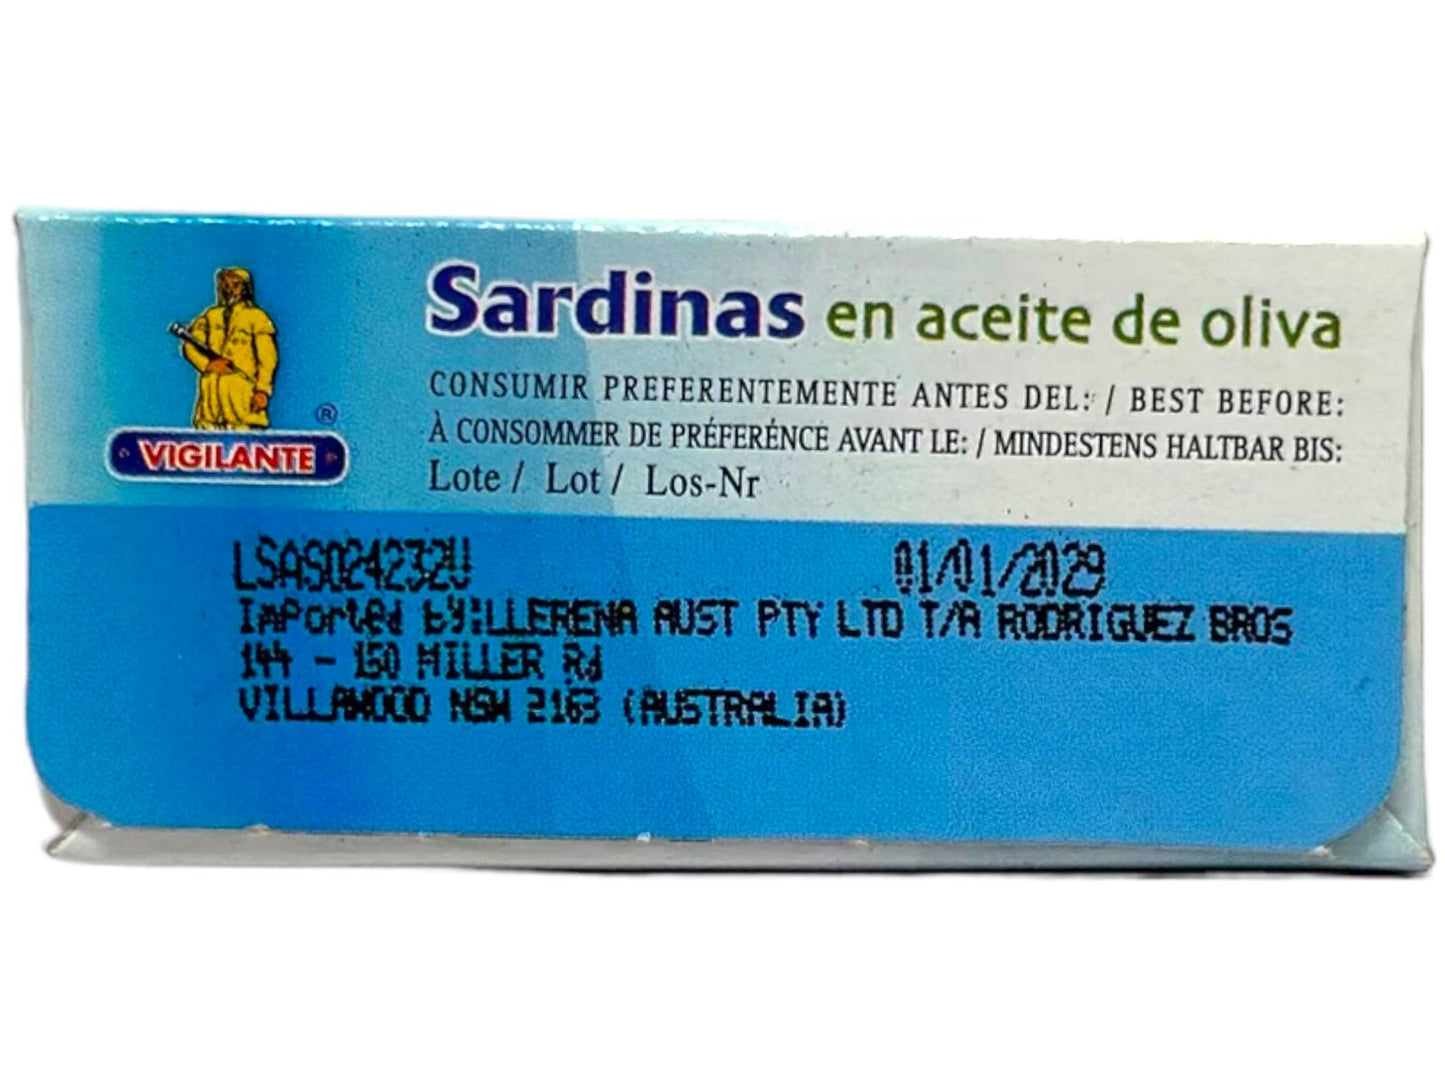 Sardinas en aceite de oliva
CONSUMIR PREFERENTEMENTE ANTES DEL: / BEST BEFORE:
À CONSOMMER DE PRÉFERÉNCE AVANT LE: / MINDESTENS HALTBAR BIS:
®
VIGILANTE
Lote / Lot / Los-Nr
LSASO24232U 01/01/2029
Imported by:LLERENA AUST PTY LTD T/A RODRIGUEZ BROS
144 - 150 MILLER Rd
VILLAWOOD NSW 2163 (AUSTRALIA)